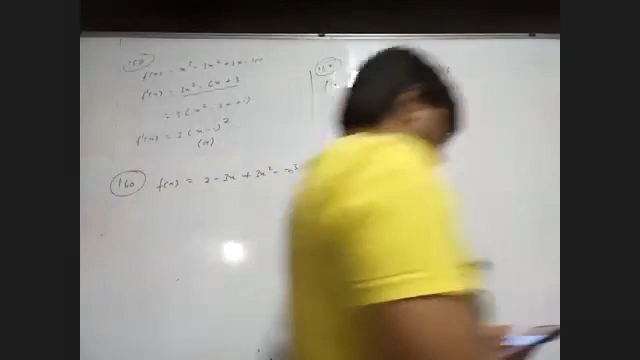 f(x) = x³ - 3x² + 3x - 100
f'(x) = 3x² - 6x + 3
= 3(x² - 2x + 1)
f'(x) = 3(x-1)²
(a)
160 f(x) = 2 - 3x + 3x² - x³